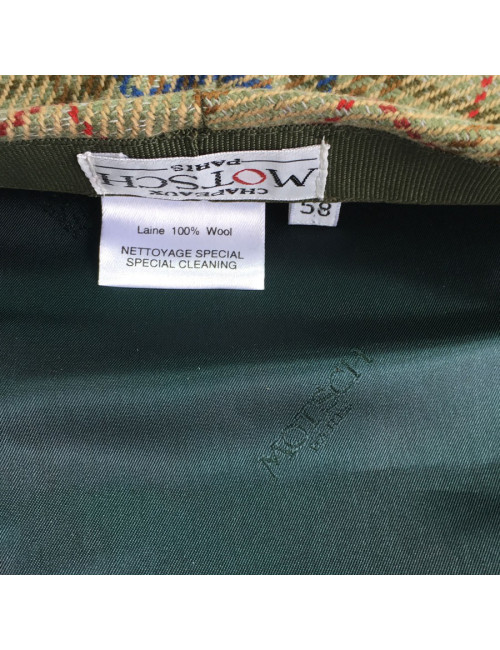 CHAPEAUX
MOTSCH
PARIS
58
Laine 100% Wool
NETTOYAGE SPECIAL
SPECIAL CLEANING
MOTSCH